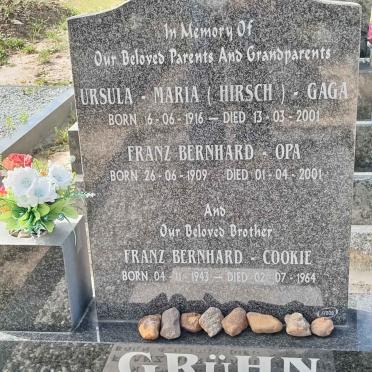 In Memory Of
Our Beloved Parents And Grandparents
URSULA - MARIA ( HIRSCH ) - GAGA
BORN 16-06-1916 — DIED 13-03-2001
FRANZ BERNHARD - OPA
BORN 26-06-1909 DIED 01-04-2001
And
Our Beloved Brother
FRANZ BERNHARD - COOKIE
BORN 04-11-1943 — DIED 02-07-1964
GRÜHN